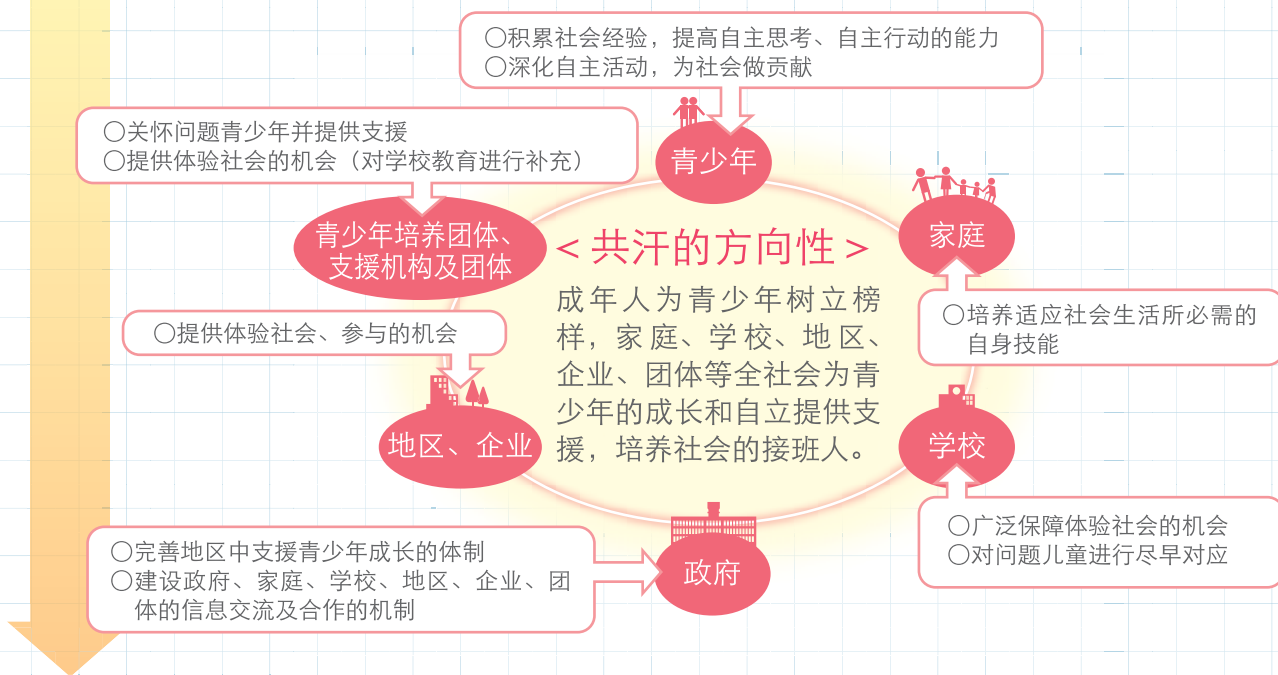 ○积累社会经验，提高自主思考、自主行动的能力
○深化自主活动，为社会做贡献
青少年
○关怀问题青少年并提供支援
○提供体验社会的机会（对学校教育进行补充）
青少年培养团体、
支援机构及团体
家庭
○培养适应社会生活所必需的
自身技能
＜共汗的方向性＞
成年人为青少年树立榜
样，家庭、学校、地区、
企业、团体等全社会为青
少年的成长和自立提供支
援，培养社会的接班人。
○提供体验社会、参与的机会
地区、企业
学校
○广泛保障体验社会的机会
○对问题儿童进行尽早对应
○完善地区中支援青少年成长的体制
○建设政府、家庭、学校、地区、企业、团
体的信息交流及合作的机制
政府